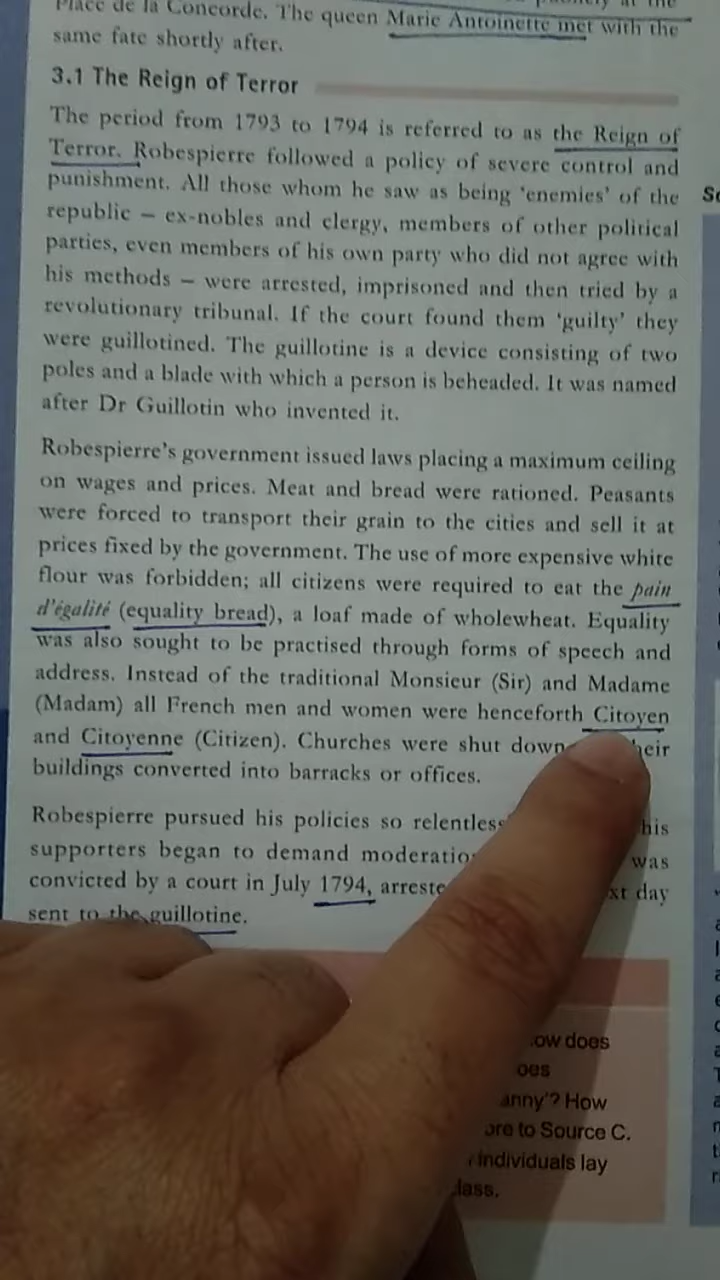 Place de la Concorde. The queen Marie Antoinette met with the
same fate shortly after.
3.1 The Reign of Terror
The period from 1793 to 1794 is referred to as the Reign of
Terror. Robespierre followed a policy of severe control and
punishment. All those whom he saw as being ‘enemies’ of the
republic – ex-nobles and clergy, members of other political
parties, even members of his own party who did not agree with
his methods – were arrested, imprisoned and then tried by a
revolutionary tribunal. If the court found them ‘guilty’ they
were guillotined. The guillotine is a device consisting of two
poles and a blade with which a person is beheaded. It was named
after Dr Guillotin who invented it.
Robespierre’s government issued laws placing a maximum ceiling
on wages and prices. Meat and bread were rationed. Peasants
were forced to transport their grain to the cities and sell it at
prices fixed by the government. The use of more expensive white
flour was forbidden; all citizens were required to eat the pain
d’égalité (equality bread), a loaf made of wholewheat. Equality
was also sought to be practised through forms of speech and
address. Instead of the traditional Monsieur (Sir) and Madame
(Madam) all French men and women were henceforth Citoyen
and Citoyenne (Citizen). Churches were shut down heir
buildings converted into barracks or offices.
Robespierre pursued his policies so relentless his
supporters began to demand moderatio was
convicted by a court in July 1794, arreste xt day
sent to the guillotine.
ow does
oes
anny’? How
ore to Source C.
individuals lay
lass.